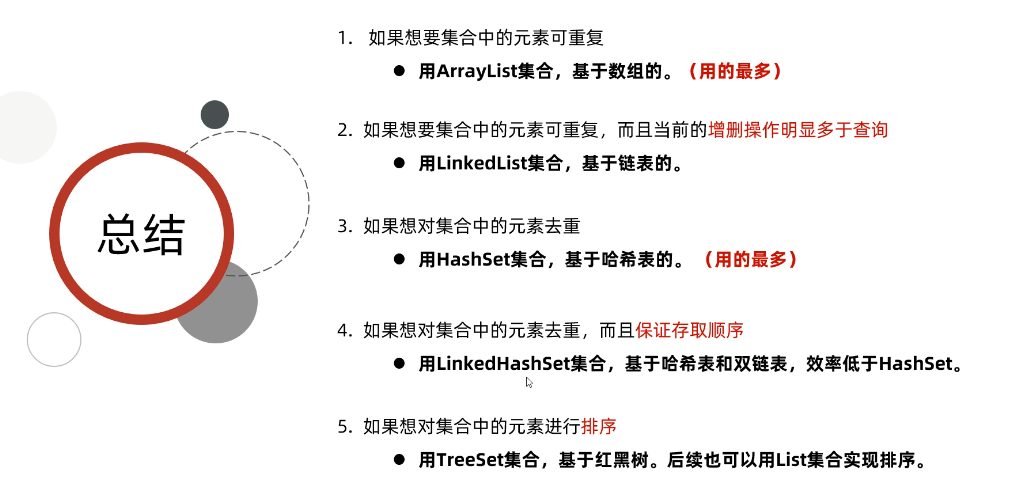 总结
1. 如果想要集合中的元素可重复
● 用ArrayList集合，基于数组的。（用的最多）
2. 如果想要集合中的元素可重复，而且当前的增删操作明显多于查询
● 用LinkedList集合，基于链表的。
3. 如果想对集合中的元素去重
● 用HashSet集合，基于哈希表的。（用的最多）
4. 如果想对集合中的元素去重，而且保证存取顺序
● 用LinkedHashSet集合，基于哈希表和双链表，效率低于HashSet。
5. 如果想对集合中的元素进行排序
● 用TreeSet集合，基于红黑树。后续也可以用List集合实现排序。